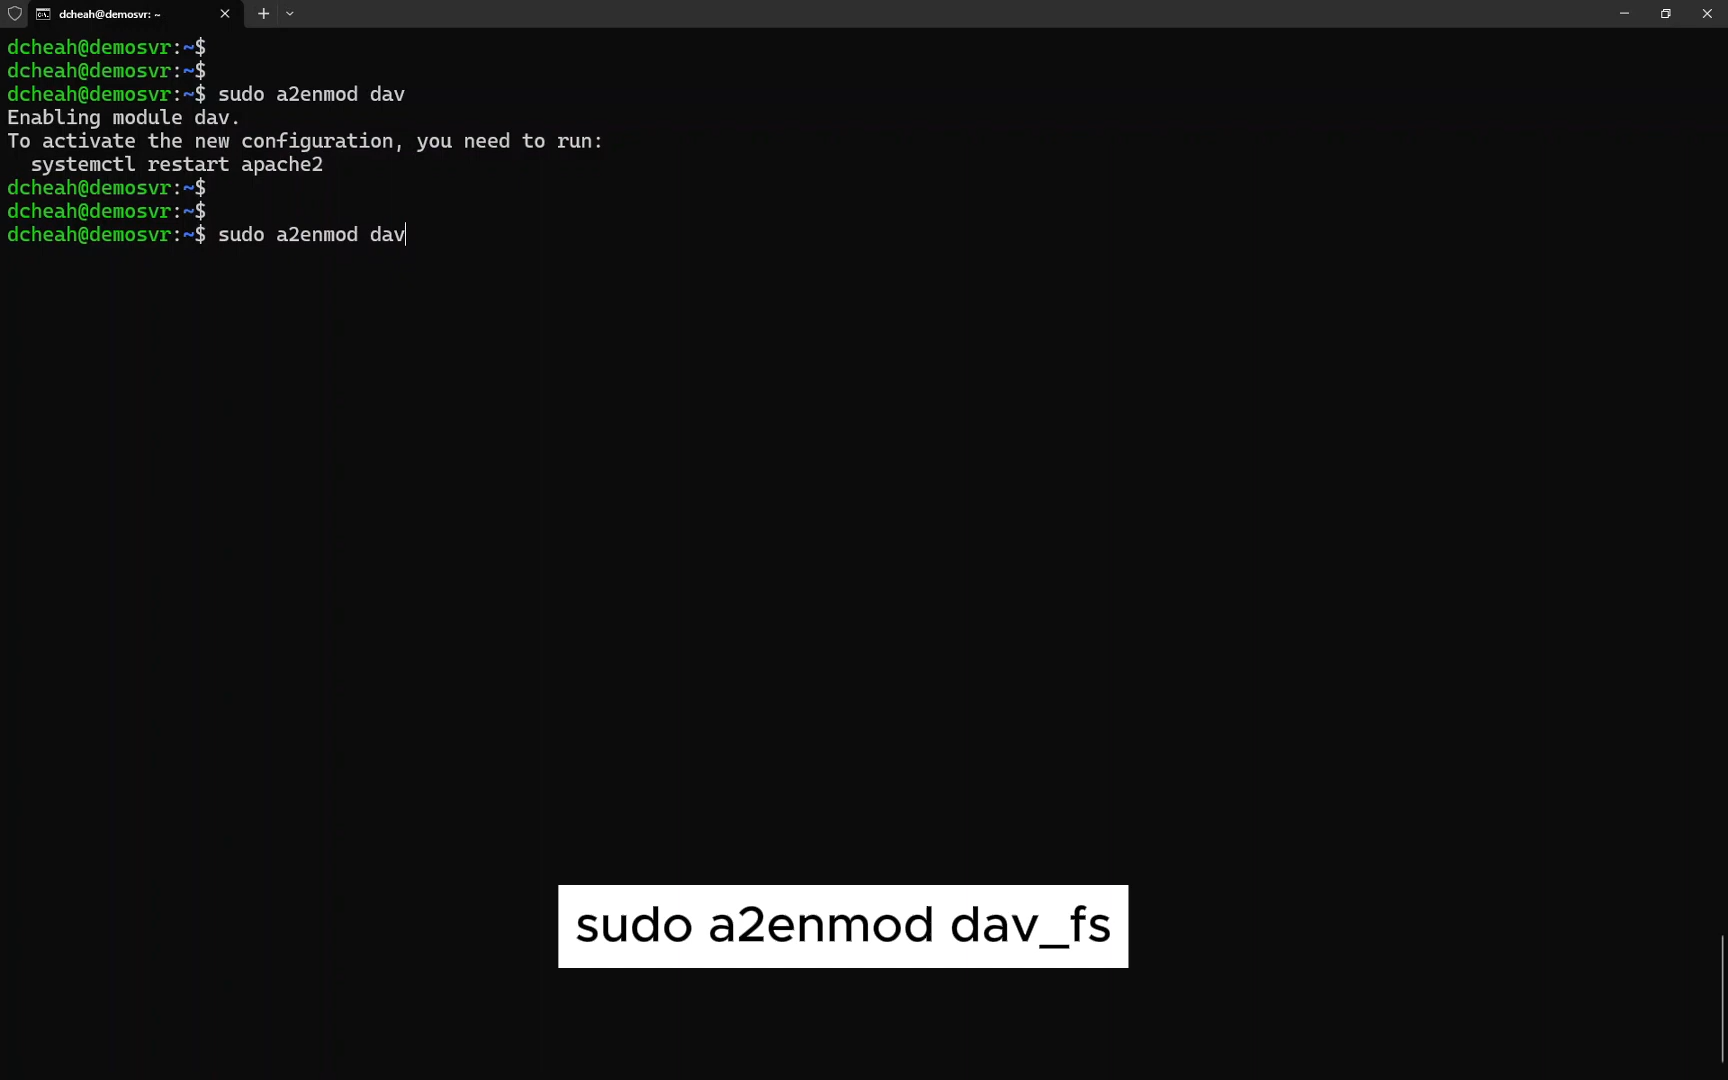 dcheah@demosvr: ~
dcheah@demosvr:~$
dcheah@demosvr:~$
dcheah@demosvr:~$ sudo a2enmod dav
Enabling module dav.
To activate the new configuration, you need to run:
  systemctl restart apache2
dcheah@demosvr:~$
dcheah@demosvr:~$
dcheah@demosvr:~$ sudo a2enmod dav
sudo a2enmod dav_fs